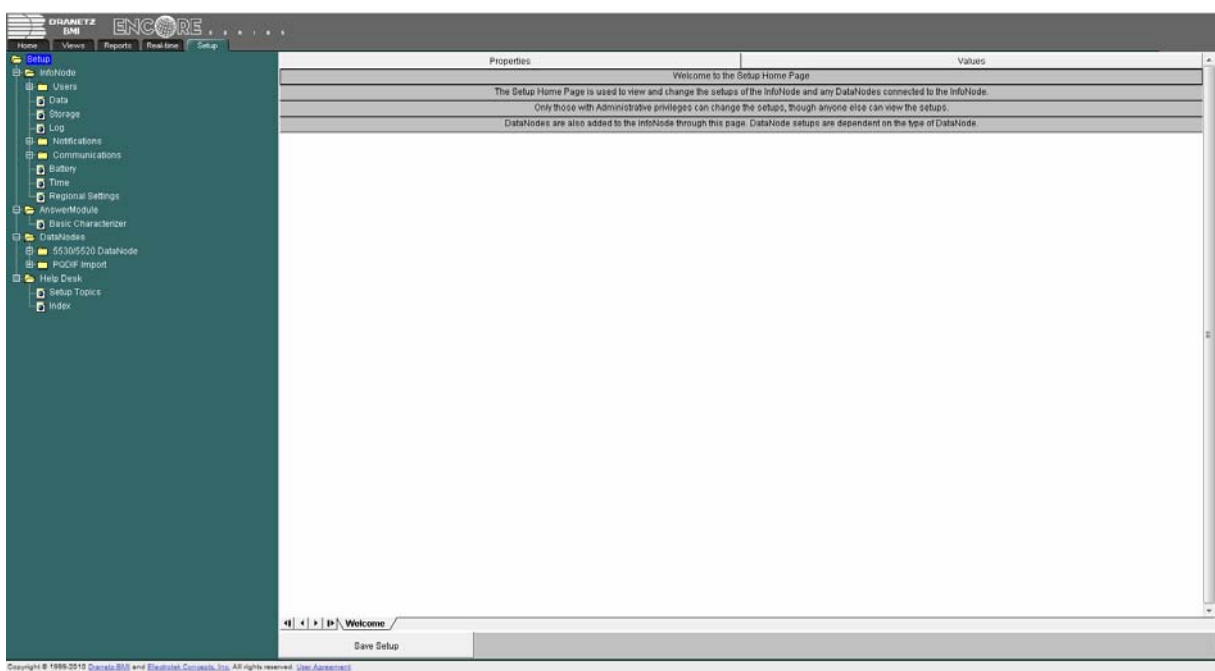 DRANETZ
BMI
ENCORE
Home Views Reports Real-time Setup
Setup
InfoNode
Users
Data
Storage
Log
Notifications
Communications
Battery
Time
Regional Settings
AnswerModule
Basic Characterizer
DataNodes
5530/5520 DataNode
PQDIF Import
Help Desk
Setup Topics
Index
Properties Values
Welcome to the Setup Home Page
The Setup Home Page is used to view and change the setups of the InfoNode and any DataNodes connected to the InfoNode.
Only those with Administrative privileges can change the setups, though anyone else can view the setups.
DataNodes are also added to the InfoNode through this page. DataNode setups are dependent on the type of DataNode.
Welcome
Save Setup
Copyright © 1998-2010 Dranetz-BMI and Electrotek Concepts, Inc. All rights reserved. User Agreement